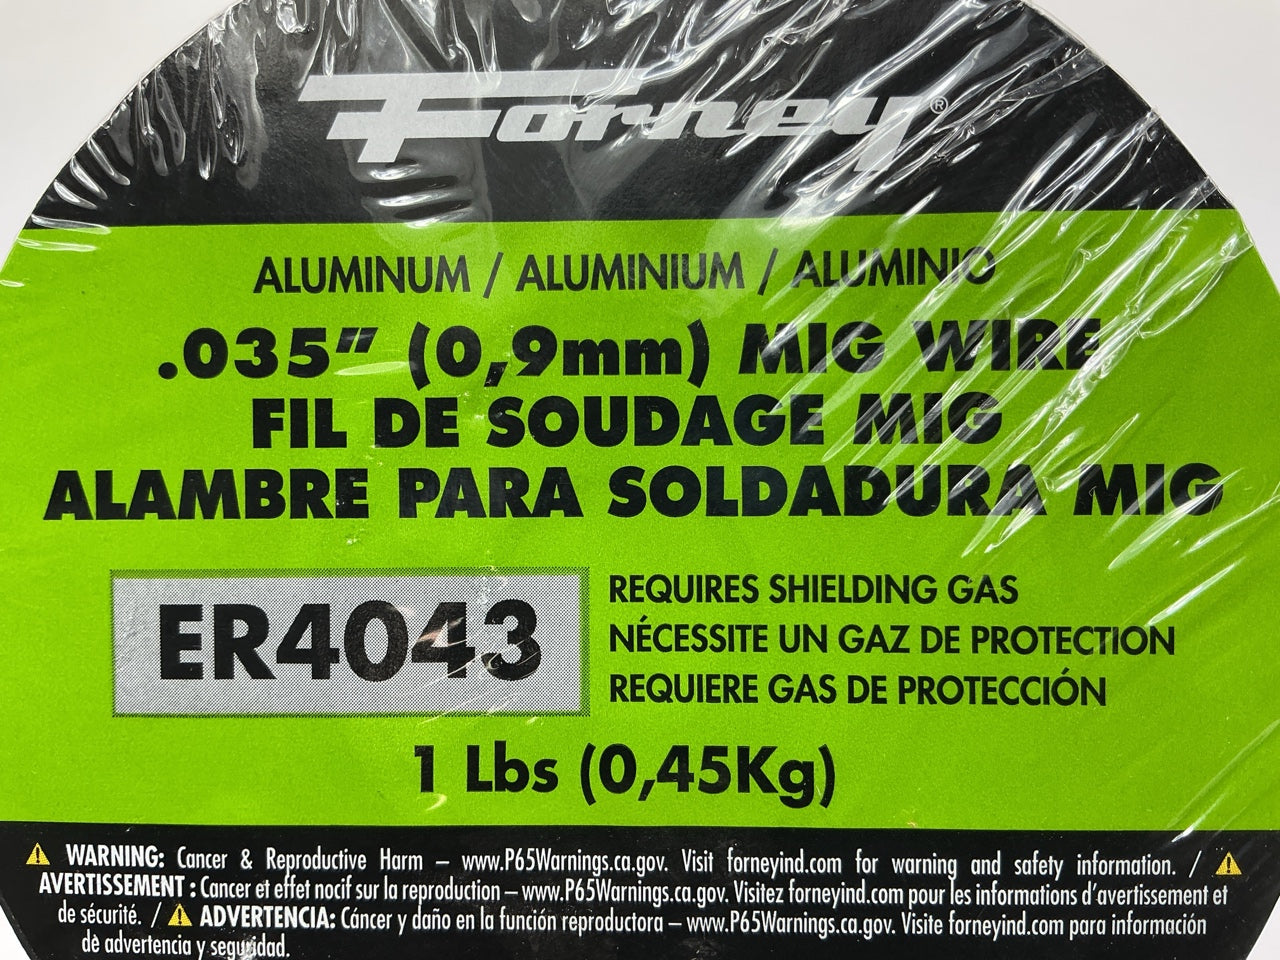 Forney®
ALUMINUM / ALUMINIUM / ALUMINIO
.035" (0,9mm) MIG WIRE
FIL DE SOUDAGE MIG
ALAMBRE PARA SOLDADURA MIG
ER4043
REQUIRES SHIELDING GAS
NÉCESSITE UN GAZ DE PROTECTION
REQUIERE GAS DE PROTECCIÓN
1 Lbs (0,45Kg)
⚠ WARNING: Cancer & Reproductive Harm – www.P65Warnings.ca.gov. Visit forneyind.com for warning and safety information. / ⚠
AVERTISSEMENT : Cancer et effet nocif sur la reproduction – www.P65Warnings.ca.gov. Visitez forneyind.com pour les informations d'avertissement et
de sécurité. / ⚠ ADVERTENCIA: Cáncer y daño en la función reproductora – www.P65Warnings.ca.gov. Visite forneyind.com para información
de advertencia y seguridad.